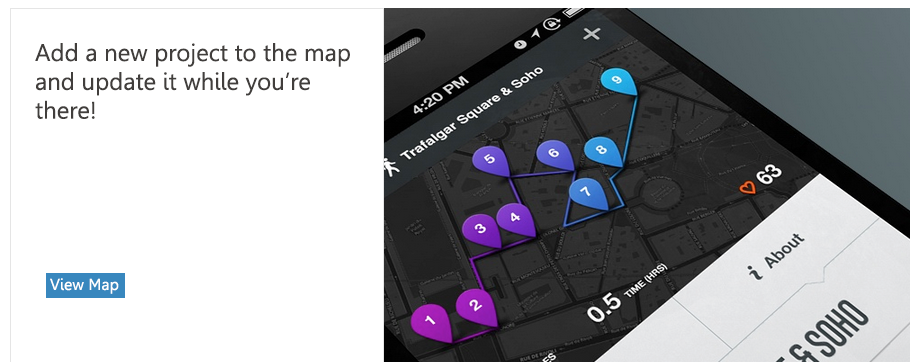 Add a new project to the map
and update it while you're
there!
View Map
4:20 PM
Trafalgar Square & Soho
9
5
6
8
7
3
4
63
1
2
0.5 TIME (HRS)
i About
& SOHO